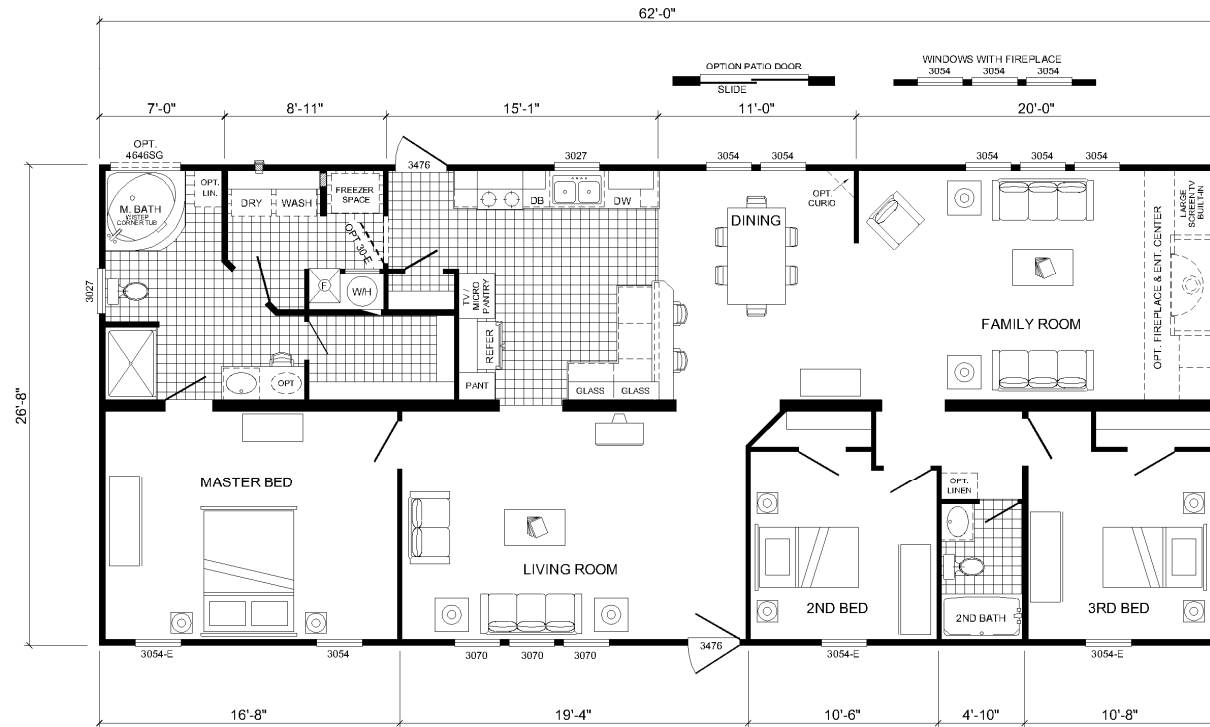 62'-0"
WINDOWS WITH FIREPLACE
OPTION PATIO DOOR
3054 3054 3054
SLIDE
7'-0" 8'-11" 15'-1" 11'-0" 20'-0"
OPT.
4646SG
3476
3027
3054 3054
3054 3054 3054
OPT.
LIN.
DRY WASH
FREEZER
SPACE
DB
DW
OPT.
CURIO
M. BATH
W/STEP
CORNER TUB
DINING
LARGE
SCREEN TV
BUILT-IN
OPT 30-E
3027
F
W/H
TV /
MICRO
PANTRY
OPT. FIREPLACE & ENT. CENTER
FAMILY ROOM
REFER
OPT
PANT
GLASS GLASS
26'-8"
MASTER BED
OPT.
LINEN
LIVING ROOM
2ND BED
2ND BATH
3RD BED
3054-E
3054
3070 3070 3070
3476
3054-E
3054-E
16'-8" 19'-4" 10'-6" 4'-10" 10'-8"